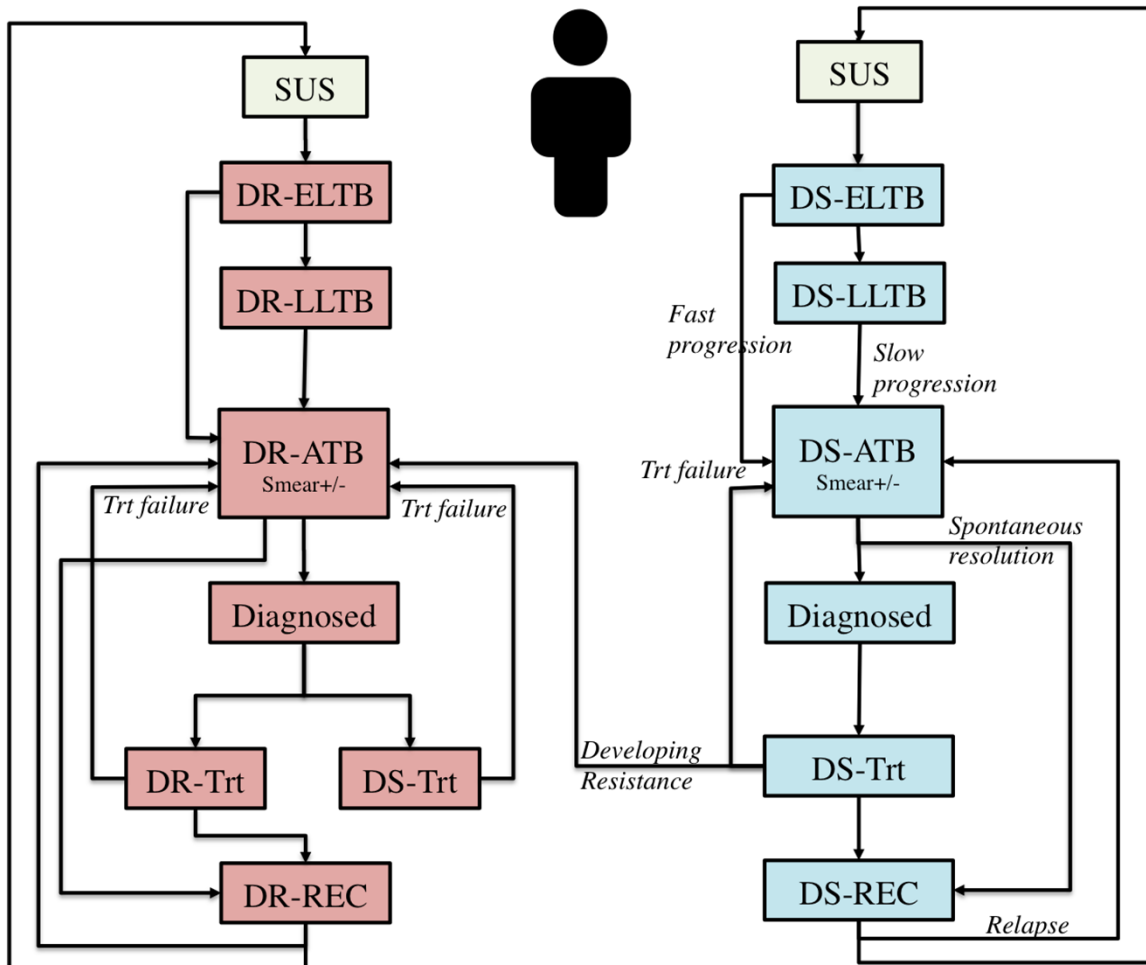 SUS
DR-ELTB
DR-LLTB
DR-ATB
Smear+/-
Trt failure
Trt failure
Diagnosed
DR-Trt
DS-Trt
DR-REC
Developing
Resistance
SUS
DS-ELTB
DS-LLTB
Fast
progression
Slow
progression
DS-ATB
Smear+/-
Trt failure
Spontaneous
resolution
Diagnosed
DS-Trt
DS-REC
Relapse